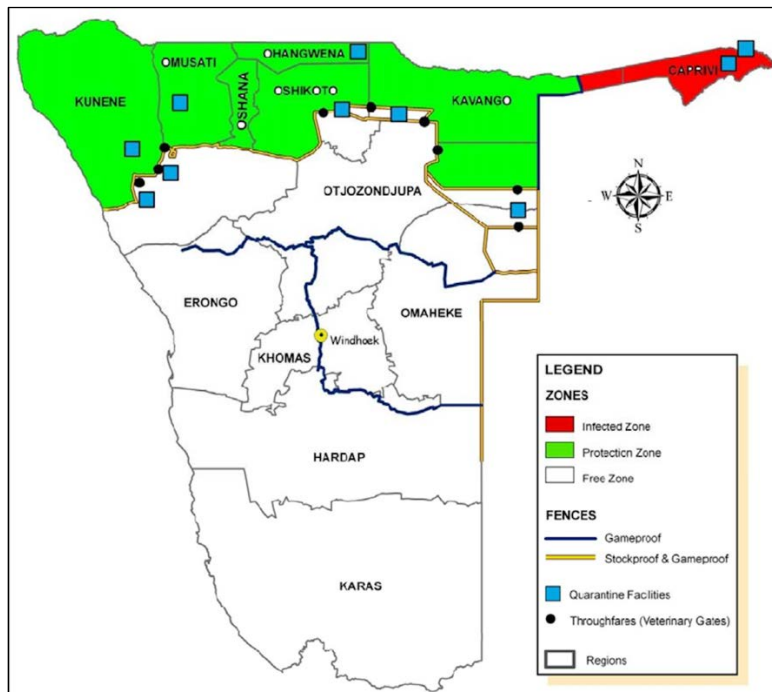 OHANGWENA
OMUSATI
CAPRIVI
KUNENE
OSHANA
OSHIKOTO
KAVANGO
OTJOZONDJUPA
N
W
E
S
ERONGO
OMAHEKE
Windhoek
KHOMAS
HARDAP
KARAS
LEGEND
ZONES
Infected Zone
Protection Zone
Free Zone
FENCES
Gameproof
Stockproof & Gameproof
Quarantine Facilities
Throughfares (Veterinary Gates)
Regions